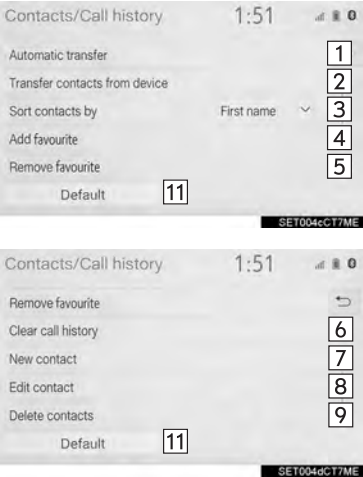 Contacts/Call history 1:51
Automatic transfer 1
Transfer contacts from device 2
Sort contacts by First name 3
Add favourite 4
Remove favourite 5
Default 11
SET004cCT7ME
Contacts/Call history 1:51
Remove favourite
Clear call history 6
New contact 7
Edit contact 8
Delete contacts 9
Default 11
SET004dCT7ME